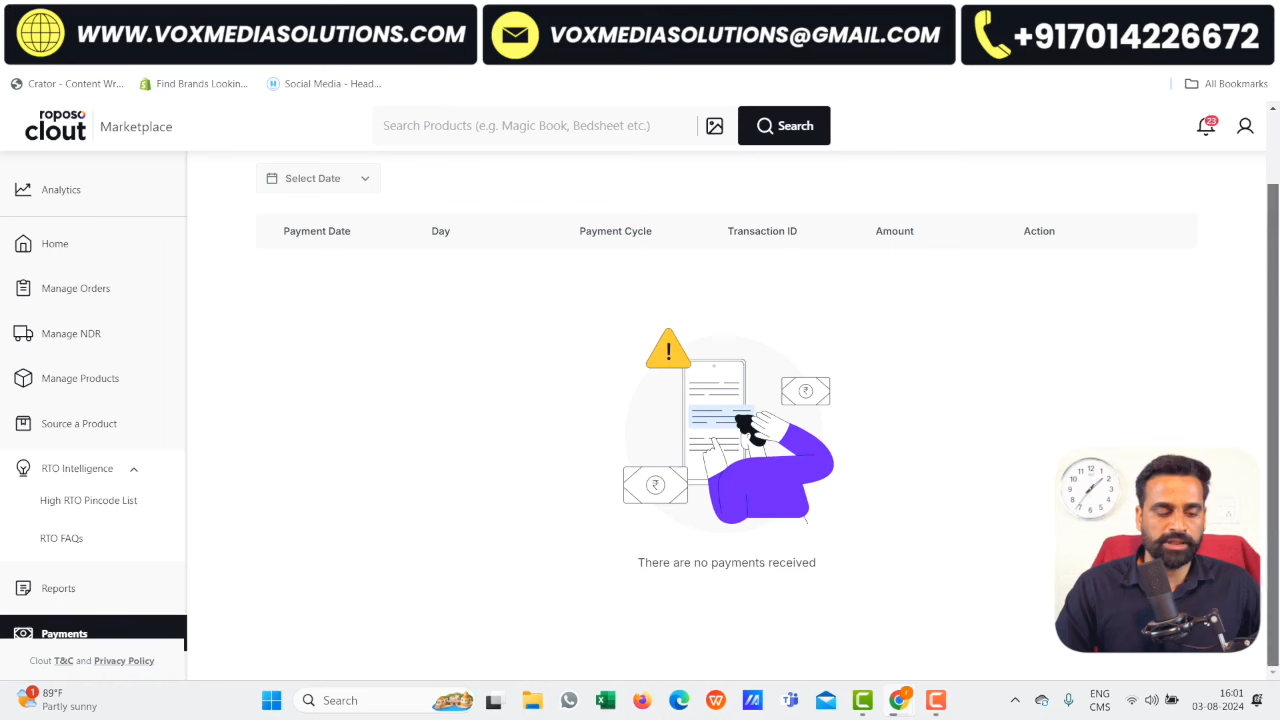 WWW.VOXMEDIASOLUTIONS.COM
VOXMEDIASOLUTIONS@GMAIL.COM
+917014226672
Crator - Content Wr...
Find Brands Lookin...
Social Media - Head...
All Bookmarks
roposo
clout
Marketplace
Search Products (e.g. Magic Book, Bedsheet etc.)
Search
23
Analytics
Select Date
Payment Date
Day
Payment Cycle
Transaction ID
Amount
Action
Home
Manage Orders
Manage NDR
Manage Products
Source a Product
RTO Intelligence
High RTO Pincode List
RTO FAQs
There are no payments received
Reports
Payments
Clout T&C and Privacy Policy
1
89°F
Partly sunny
Search
ENG
CMS
16:01
03-08-2024